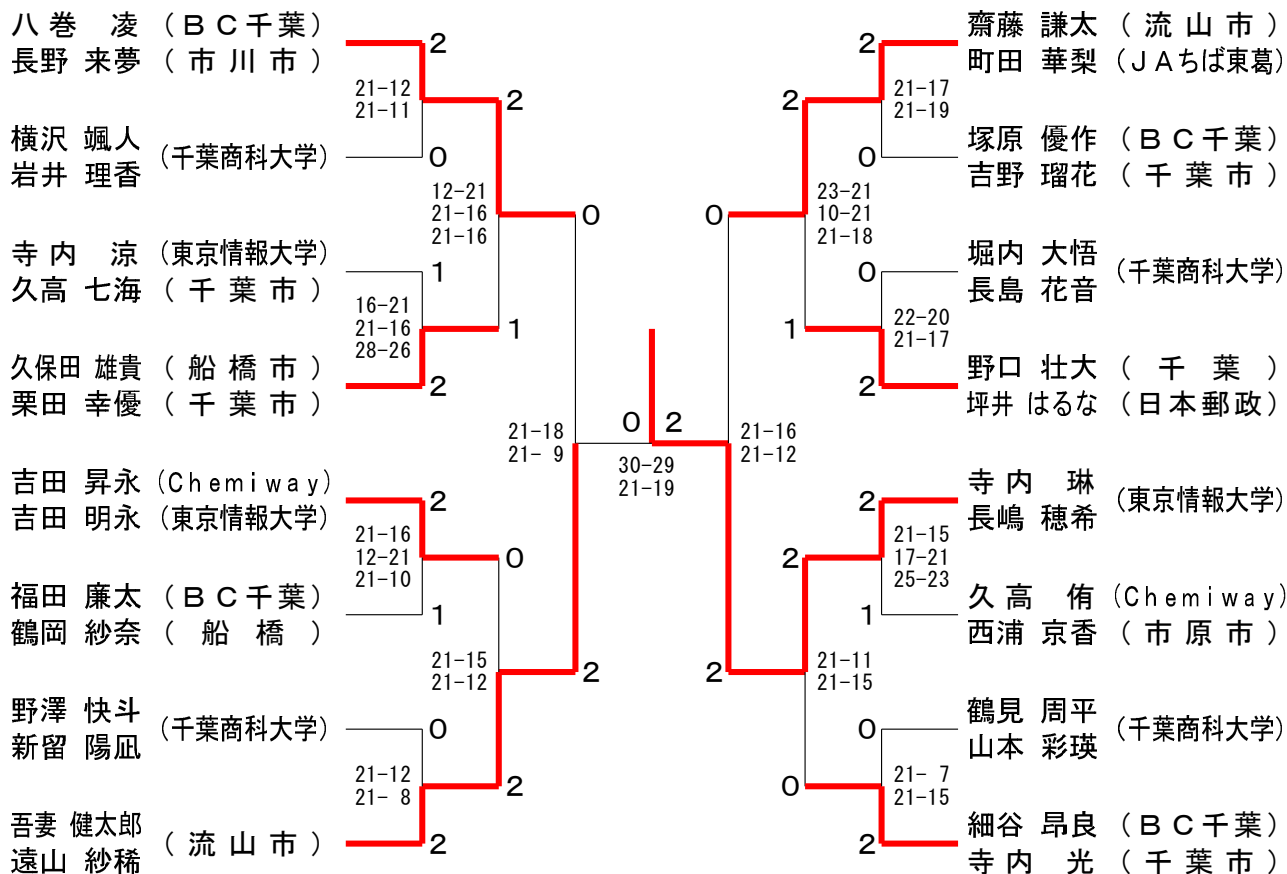 八巻 凌 (BC千葉)
長野 来夢 (市川市)
2
21-12
21-11
2
横沢 颯人
岩井 理香
(千葉商科大学)
0
12-21
21-16
21-16
0
寺内 涼 (東京情報大学)
久高 七海 (千葉市)
1
16-21
21-16
28-26
1
久保田 雄貴 (船橋市)
栗田 幸優 (千葉市)
2
21-18
21- 9
吉田 昇永 (Chemiway)
吉田 明永 (東京情報大学)
2
21-16
12-21
21-10
0
福田 廉太 (BC千葉)
鶴岡 紗奈 (船橋)
1
21-15
21-12
2
野澤 快斗
新留 陽凪
(千葉商科大学)
0
21-12
21- 8
2
吾妻 健太郎
遠山 紗稀
(流山市)
2
0 2
30-29
21-19
齋藤 謙太 (流山市)
町田 華梨 (JAちば東葛)
2
21-17
21-19
2
塚原 優作 (BC千葉)
吉野 瑠花 (千葉市)
0
23-21
10-21
21-18
0
堀内 大悟
長島 花音
(千葉商科大学)
0
22-20
21-17
1
野口 壮大 (千葉)
坪井 はるな (日本郵政)
2
21-16
21-12
寺内 琳
長嶋 穂希
(東京情報大学)
2
21-15
17-21
25-23
2
久高 侑 (Chemiway)
西浦 京香 (市原市)
1
21-11
21-15
2
鶴見 周平
山本 彩瑛
(千葉商科大学)
0
21- 7
21-15
0
細谷 昂良 (BC千葉)
寺内 光 (千葉市)
2